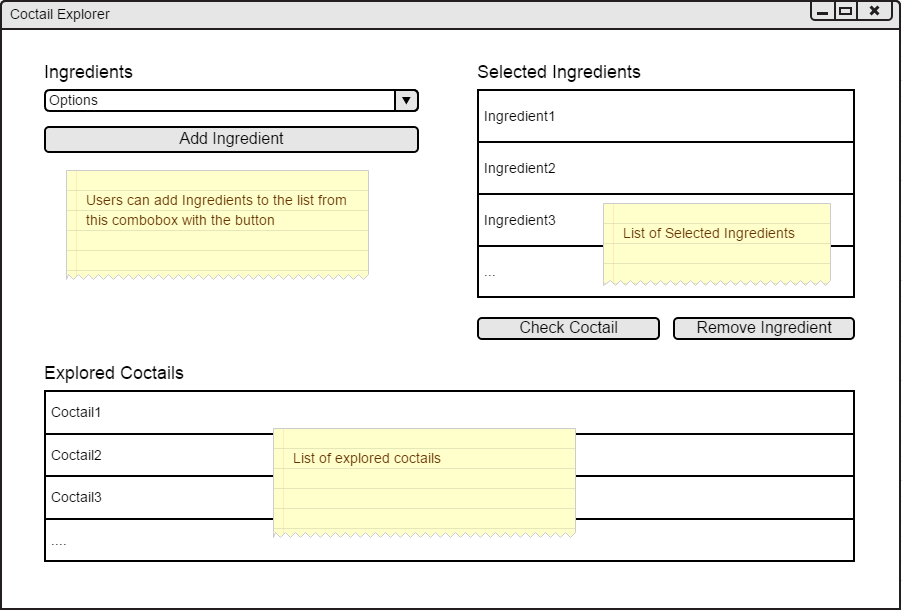 Coctail Explorer
Ingredients
Options
Add Ingredient
Users can add Ingredients to the list from
this combobox with the button
Selected Ingredients
Ingredient1
Ingredient2
Ingredient3
List of Selected Ingredients
...
Check Coctail
Remove Ingredient
Explored Coctails
Coctail1
Coctail2
List of explored coctails
Coctail3
....